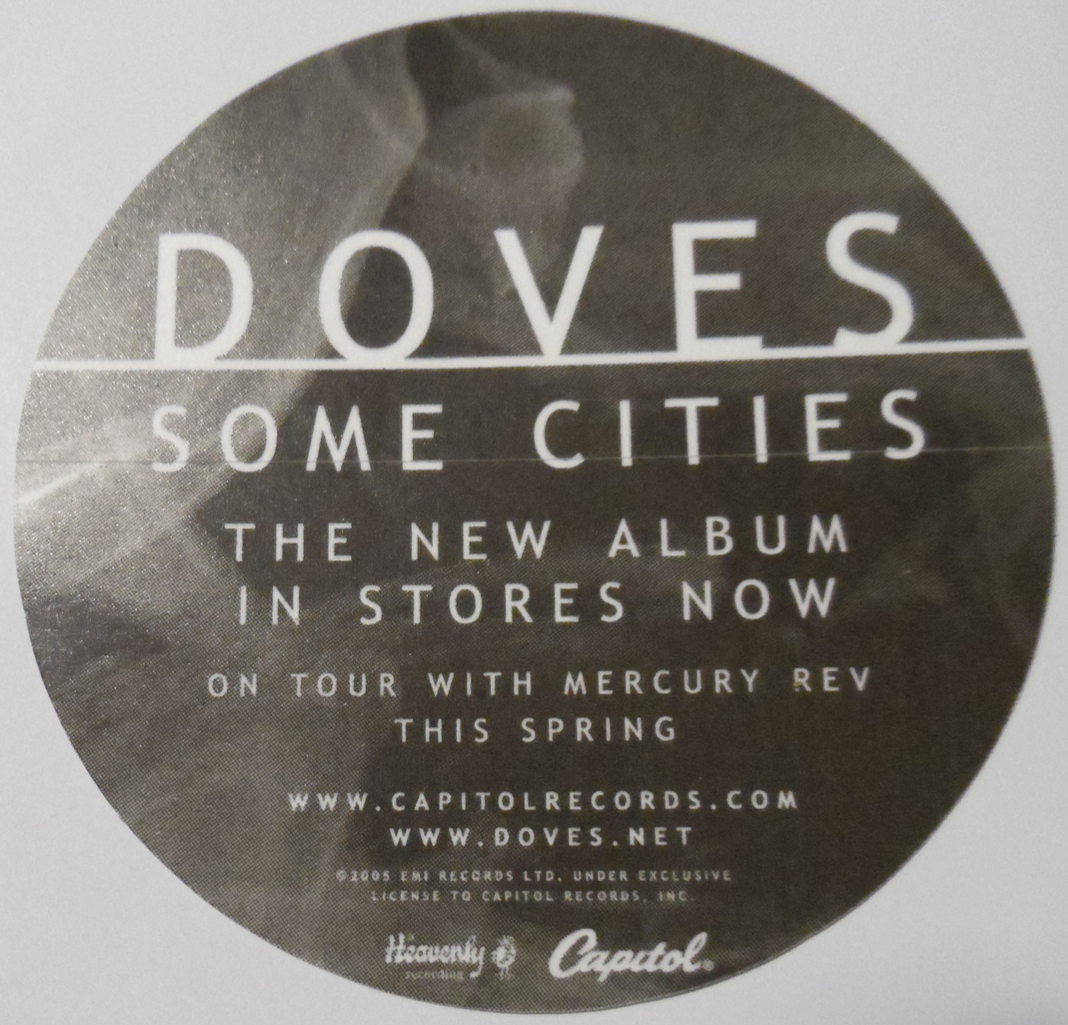 DOVES
SOME CITIES
THE NEW ALBUM
IN STORES NOW
ON TOUR WITH MERCURY REV
THIS SPRING
WWW.CAPITOLRECORDS.COM
WWW.DOVES.NET
©2005 EMI RECORDS LTD. UNDER EXCLUSIVE
LICENSE TO CAPITOL RECORDS, INC.
Heavenly recording Capitol®